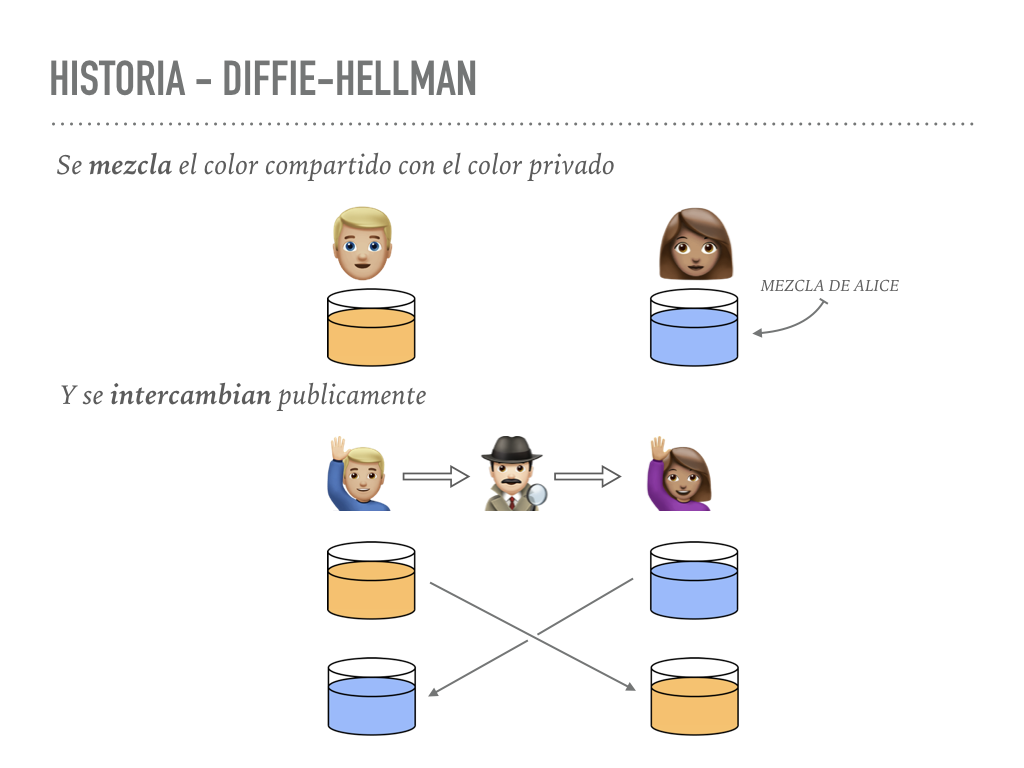 HISTORIA - DIFFIE-HELLMAN
Se mezcla el color compartido con el color privado
MEZCLA DE ALICE
Y se intercambian publicamente